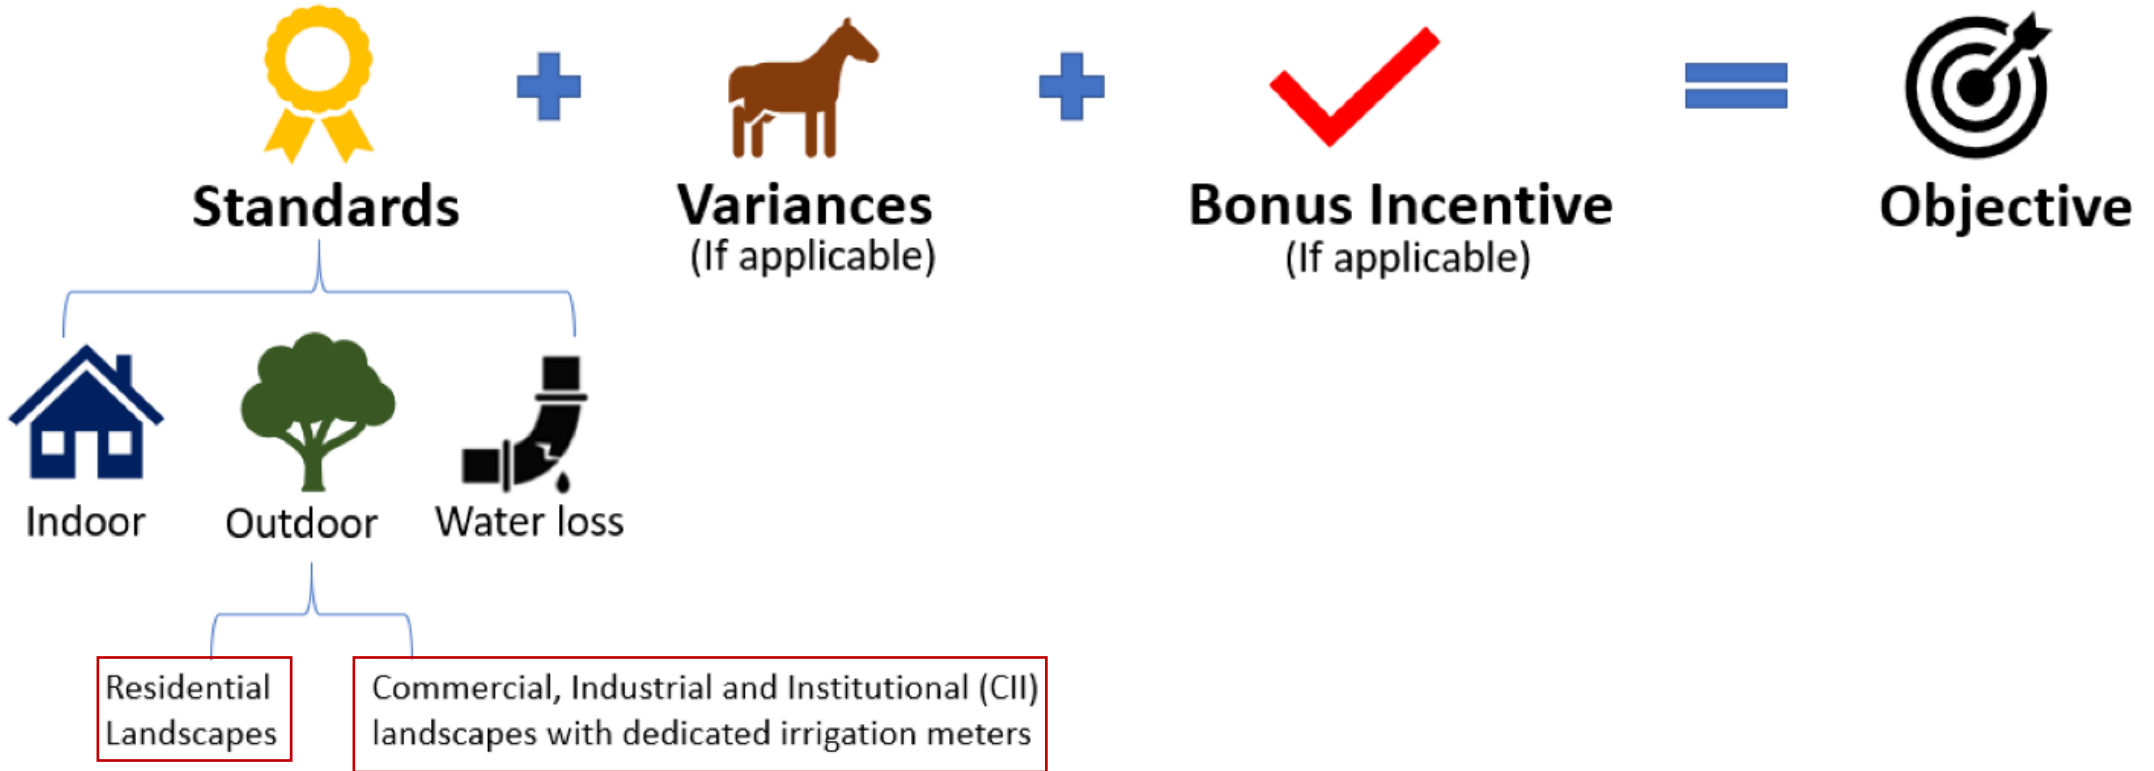 Standards
Variances
(If applicable)
Bonus Incentive
(If applicable)
Objective
Indoor
Outdoor
Water loss
Residential
Landscapes
Commercial, Industrial and Institutional (CII)
landscapes with dedicated irrigation meters